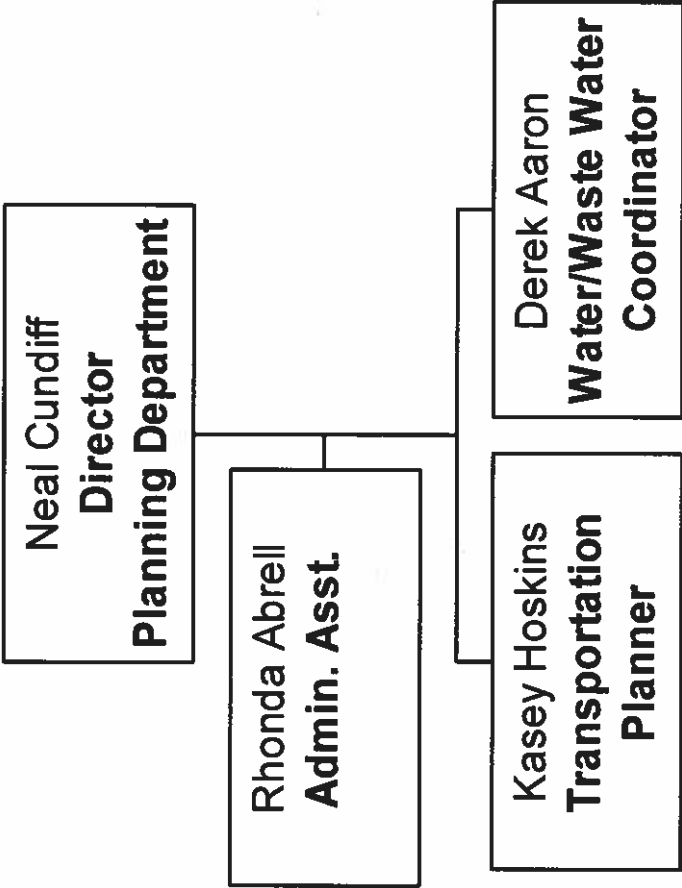 Neal Cundiff
Director
Planning Department
Rhonda Abrell
Admin. Asst.
Kasey Hoskins
Transportation
Planner
Derek Aaron
Water/Waste Water
Coordinator